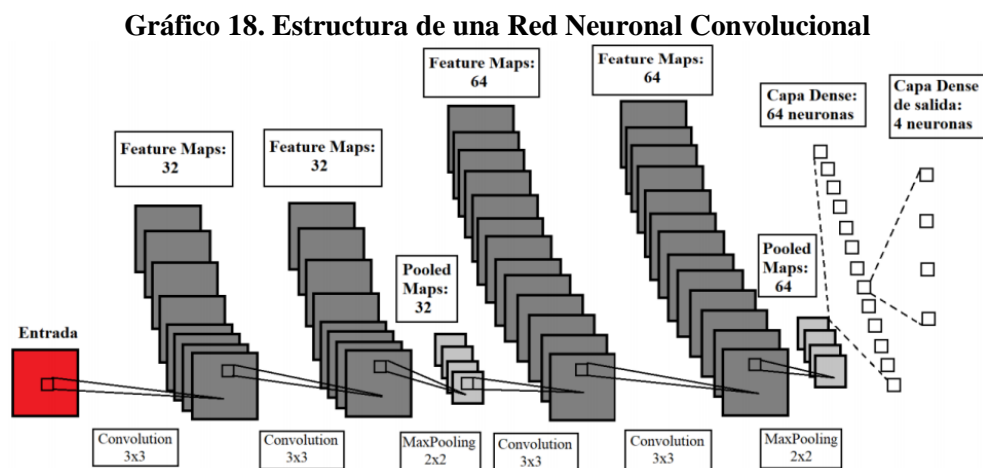 Gráfico 18. Estructura de una Red Neuronal Convolucional
Feature Maps:
32
Feature Maps:
32
Feature Maps:
64
Feature Maps:
64
Capa Dense:
64 neuronas
Capa Dense
de salida:
4 neuronas
Pooled
Maps:
32
Pooled
Maps:
64
Entrada
Convolution
3x3
Convolution
3x3
MaxPooling
2x2
Convolution
3x3
Convolution
3x3
MaxPooling
2x2